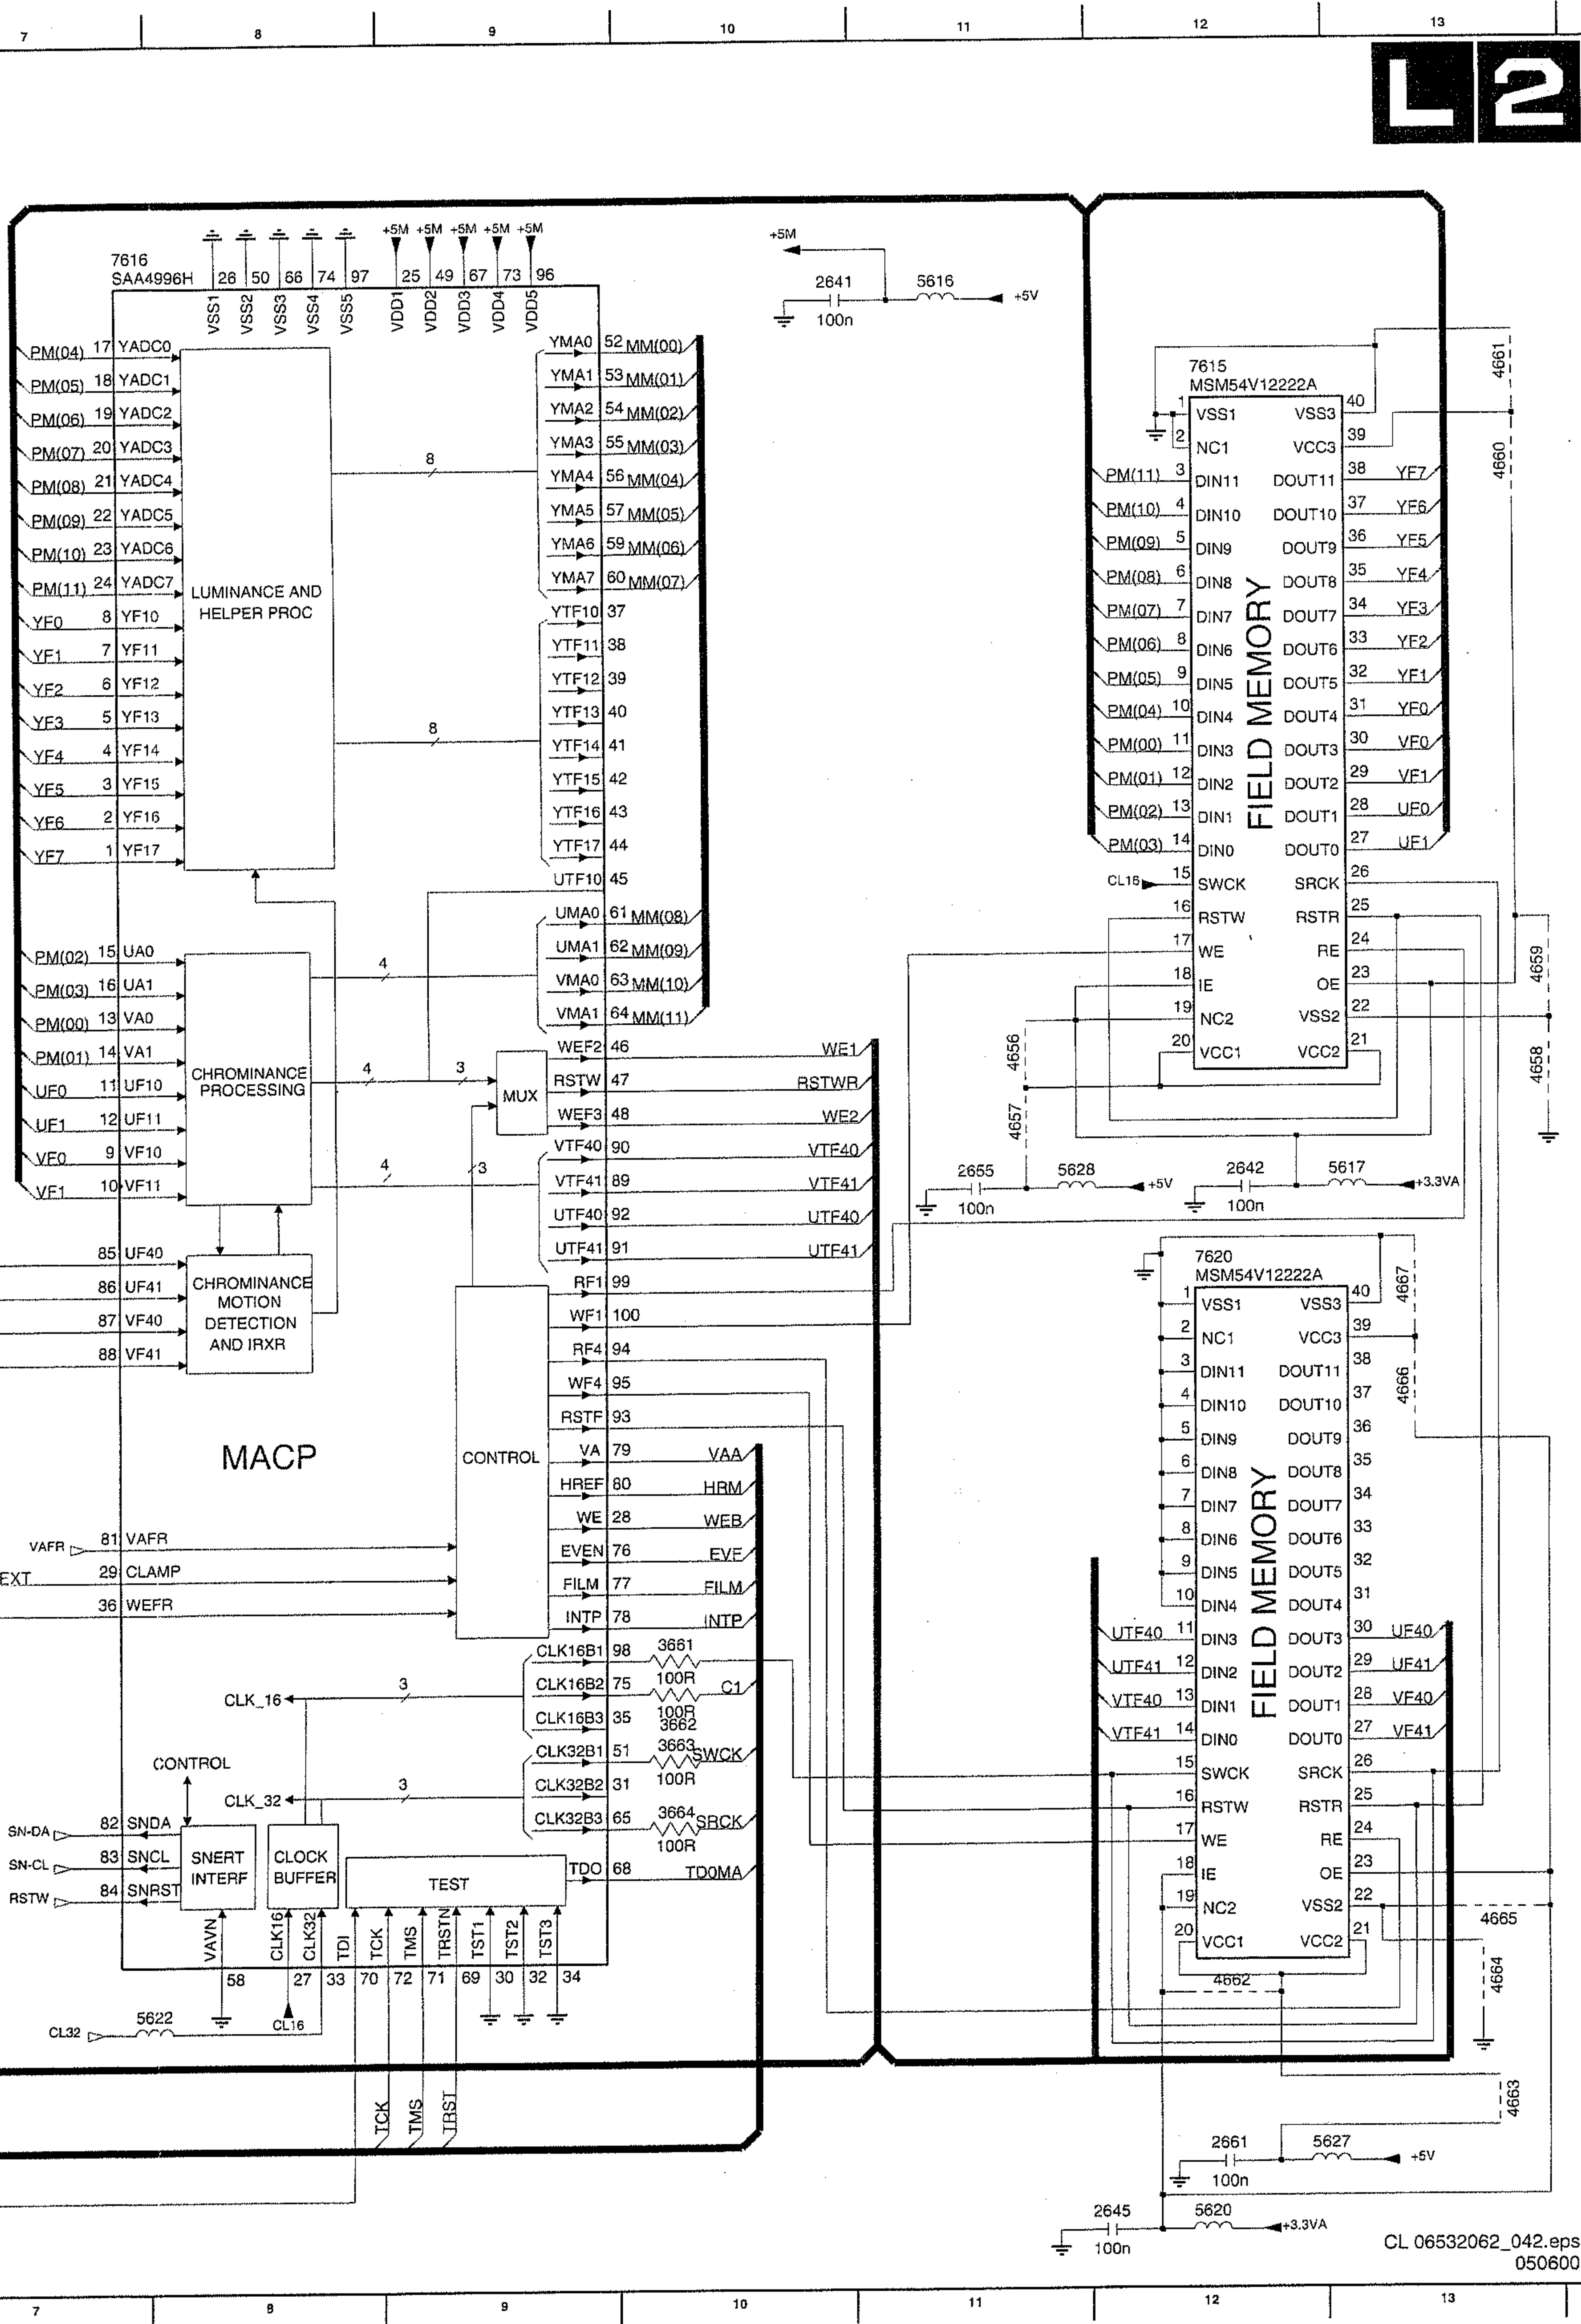 7 8 9 10 11 12 13
L 2
7616
SAA4996H
26 50 66 74 97 25 49 67 73 96
+5M +5M +5M +5M +5M
VSS1 VSS2 VSS3 VSS4 VSS5 VDD1 VDD2 VDD3 VDD4 VDD5
+5M
2641
100n
5616
+5V
PM(04) 17 YADC0
PM(05) 18 YADC1
PM(06) 19 YADC2
PM(07) 20 YADC3
PM(08) 21 YADC4
PM(09) 22 YADC5
PM(10) 23 YADC6
PM(11) 24 YADC7
YF0 8 YF10
YF1 7 YF11
YF2 6 YF12
YF3 5 YF13
YF4 4 YF14
YF5 3 YF15
YF6 2 YF16
YF7 1 YF17
LUMINANCE AND
HELPER PROC
8
8
YMA0 52 MM(00)
YMA1 53 MM(01)
YMA2 54 MM(02)
YMA3 55 MM(03)
YMA4 56 MM(04)
YMA5 57 MM(05)
YMA6 59 MM(06)
YMA7 60 MM(07)
YTF10 37
YTF11 38
YTF12 39
YTF13 40
YTF14 41
YTF15 42
YTF16 43
YTF17 44
UTF10 45
UMA0 61 MM(08)
UMA1 62 MM(09)
VMA0 63 MM(10)
VMA1 64 MM(11)
PM(02) 15 UA0
PM(03) 16 UA1
PM(00) 13 VA0
PM(01) 14 VA1
UF0 11 UF10
UF1 12 UF11
VF0 9 VF10
VF1 10 VF11
CHROMINANCE
PROCESSING
4
4
3
4
3
MUX
WEF2 46 WE1
RSTW 47 RSTWR
WEF3 48 WE2
VTF40 90 VTF40
VTF41 89 VTF41
UTF40 92 UTF40
UTF41 91 UTF41
85 UF40
86 UF41
87 VF40
88 VF41
CHROMINANCE
MOTION
DETECTION
AND IRXR
MACP
CONTROL
RF1 99
WF1 100
RF4 94
WF4 95
RSTF 93
VA 79 VAA
HREF 80 HRM
WE 28 WEB
EVEN 76 EVE
FILM 77 FILM
INTP 78 INTP
VAFR 81 VAFR
EXT 29 CLAMP
36 WEFR
CLK16B1 98 3661
100R
CLK16B2 75 C1
100R
3662
CLK16B3 35
CLK32B1 51 3663 SWCK
100R
CLK32B2 31
CLK32B3 65 3664 SRCK
100R
CLK_16 3
CLK_32 3
CONTROL
SN-DA 82 SNDA
SN-CL 83 SNCL
RSTW 84 SNRST
SNERT
INTERF
CLOCK
BUFFER
TEST
TDO 68 TD0MA
VAVN CLK16 CLK32 TDI TCK TMS TRSTN TST1 TST2 TST3
58 27 33 70 72 71 69 30 32 34
CL32 5622
CL16
TCK TMS TRST
7615
MSM54V12222A
FIELD MEMORY
1 VSS1 VSS3 40
2 NC1 VCC3 39
PM(11) 3 DIN11 DOUT11 38 YF7
PM(10) 4 DIN10 DOUT10 37 YF6
PM(09) 5 DIN9 DOUT9 36 YF5
PM(08) 6 DIN8 DOUT8 35 YF4
PM(07) 7 DIN7 DOUT7 34 YF3
PM(06) 8 DIN6 DOUT6 33 YF2
PM(05) 9 DIN5 DOUT5 32 YF1
PM(04) 10 DIN4 DOUT4 31 YF0
PM(00) 11 DIN3 DOUT3 30 VF0
PM(01) 12 DIN2 DOUT2 29 VF1
PM(02) 13 DIN1 DOUT1 28 UF0
PM(03) 14 DIN0 DOUT0 27 UF1
CL16 15 SWCK SRCK 26
16 RSTW RSTR 25
17 WE RE 24
18 IE OE 23
19 NC2 VSS2 22
20 VCC1 VCC2 21
4661
4660
4659
4658
4656
4657
2655
100n
5628
+5V
2642
100n
5617
+3.3VA
7620
MSM54V12222A
FIELD MEMORY
1 VSS1 VSS3 40
2 NC1 VCC3 39
3 DIN11 DOUT11 38
4 DIN10 DOUT10 37
5 DIN9 DOUT9 36
6 DIN8 DOUT8 35
7 DIN7 DOUT7 34
8 DIN6 DOUT6 33
9 DIN5 DOUT5 32
10 DIN4 DOUT4 31
UTF40 11 DIN3 DOUT3 30 UF40
UTF41 12 DIN2 DOUT2 29 UF41
VTF40 13 DIN1 DOUT1 28 VF40
VTF41 14 DIN0 DOUT0 27 VF41
15 SWCK SRCK 26
16 RSTW RSTR 25
17 WE RE 24
18 IE OE 23
19 NC2 VSS2 22
20 VCC1 VCC2 21
4667
4666
4665
4664
4662
4663
2661
100n
5627
+5V
2645
100n
5620
+3.3VA
CL 06532062_042.eps
050600
7 8 9 10 11 12 13